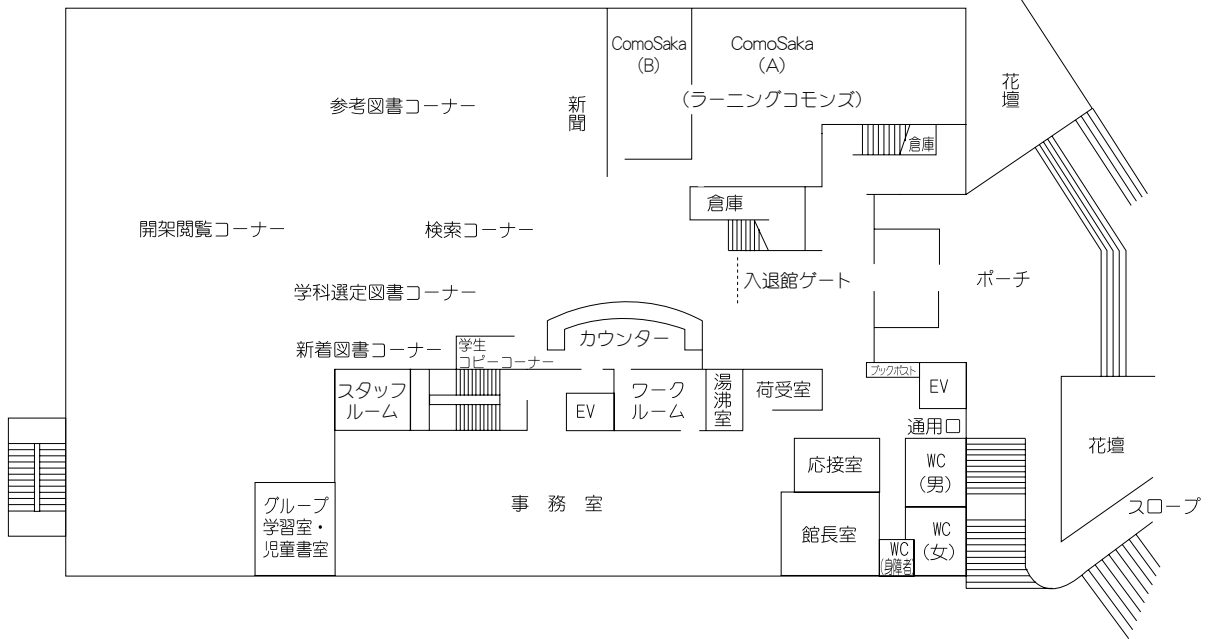 ComoSaka
(B)
ComoSaka
(A)
(ラーニングコモンズ)
花壇
参考図書コーナー
新聞
倉庫
倉庫
開架閲覧コーナー
検索コーナー
入退館ゲート
ポーチ
学科選定図書コーナー
カウンター
新着図書コーナー
学生
コピーコーナー
ブックポスト
スタッフ
ルーム
EV
ワーク
ルーム
湯沸室
荷受室
EV
通用口
花壇
応接室
WC
(男)
スロープ
グループ
学習室・
児童書室
事務室
館長室
WC
(女)
WC
(身障者)